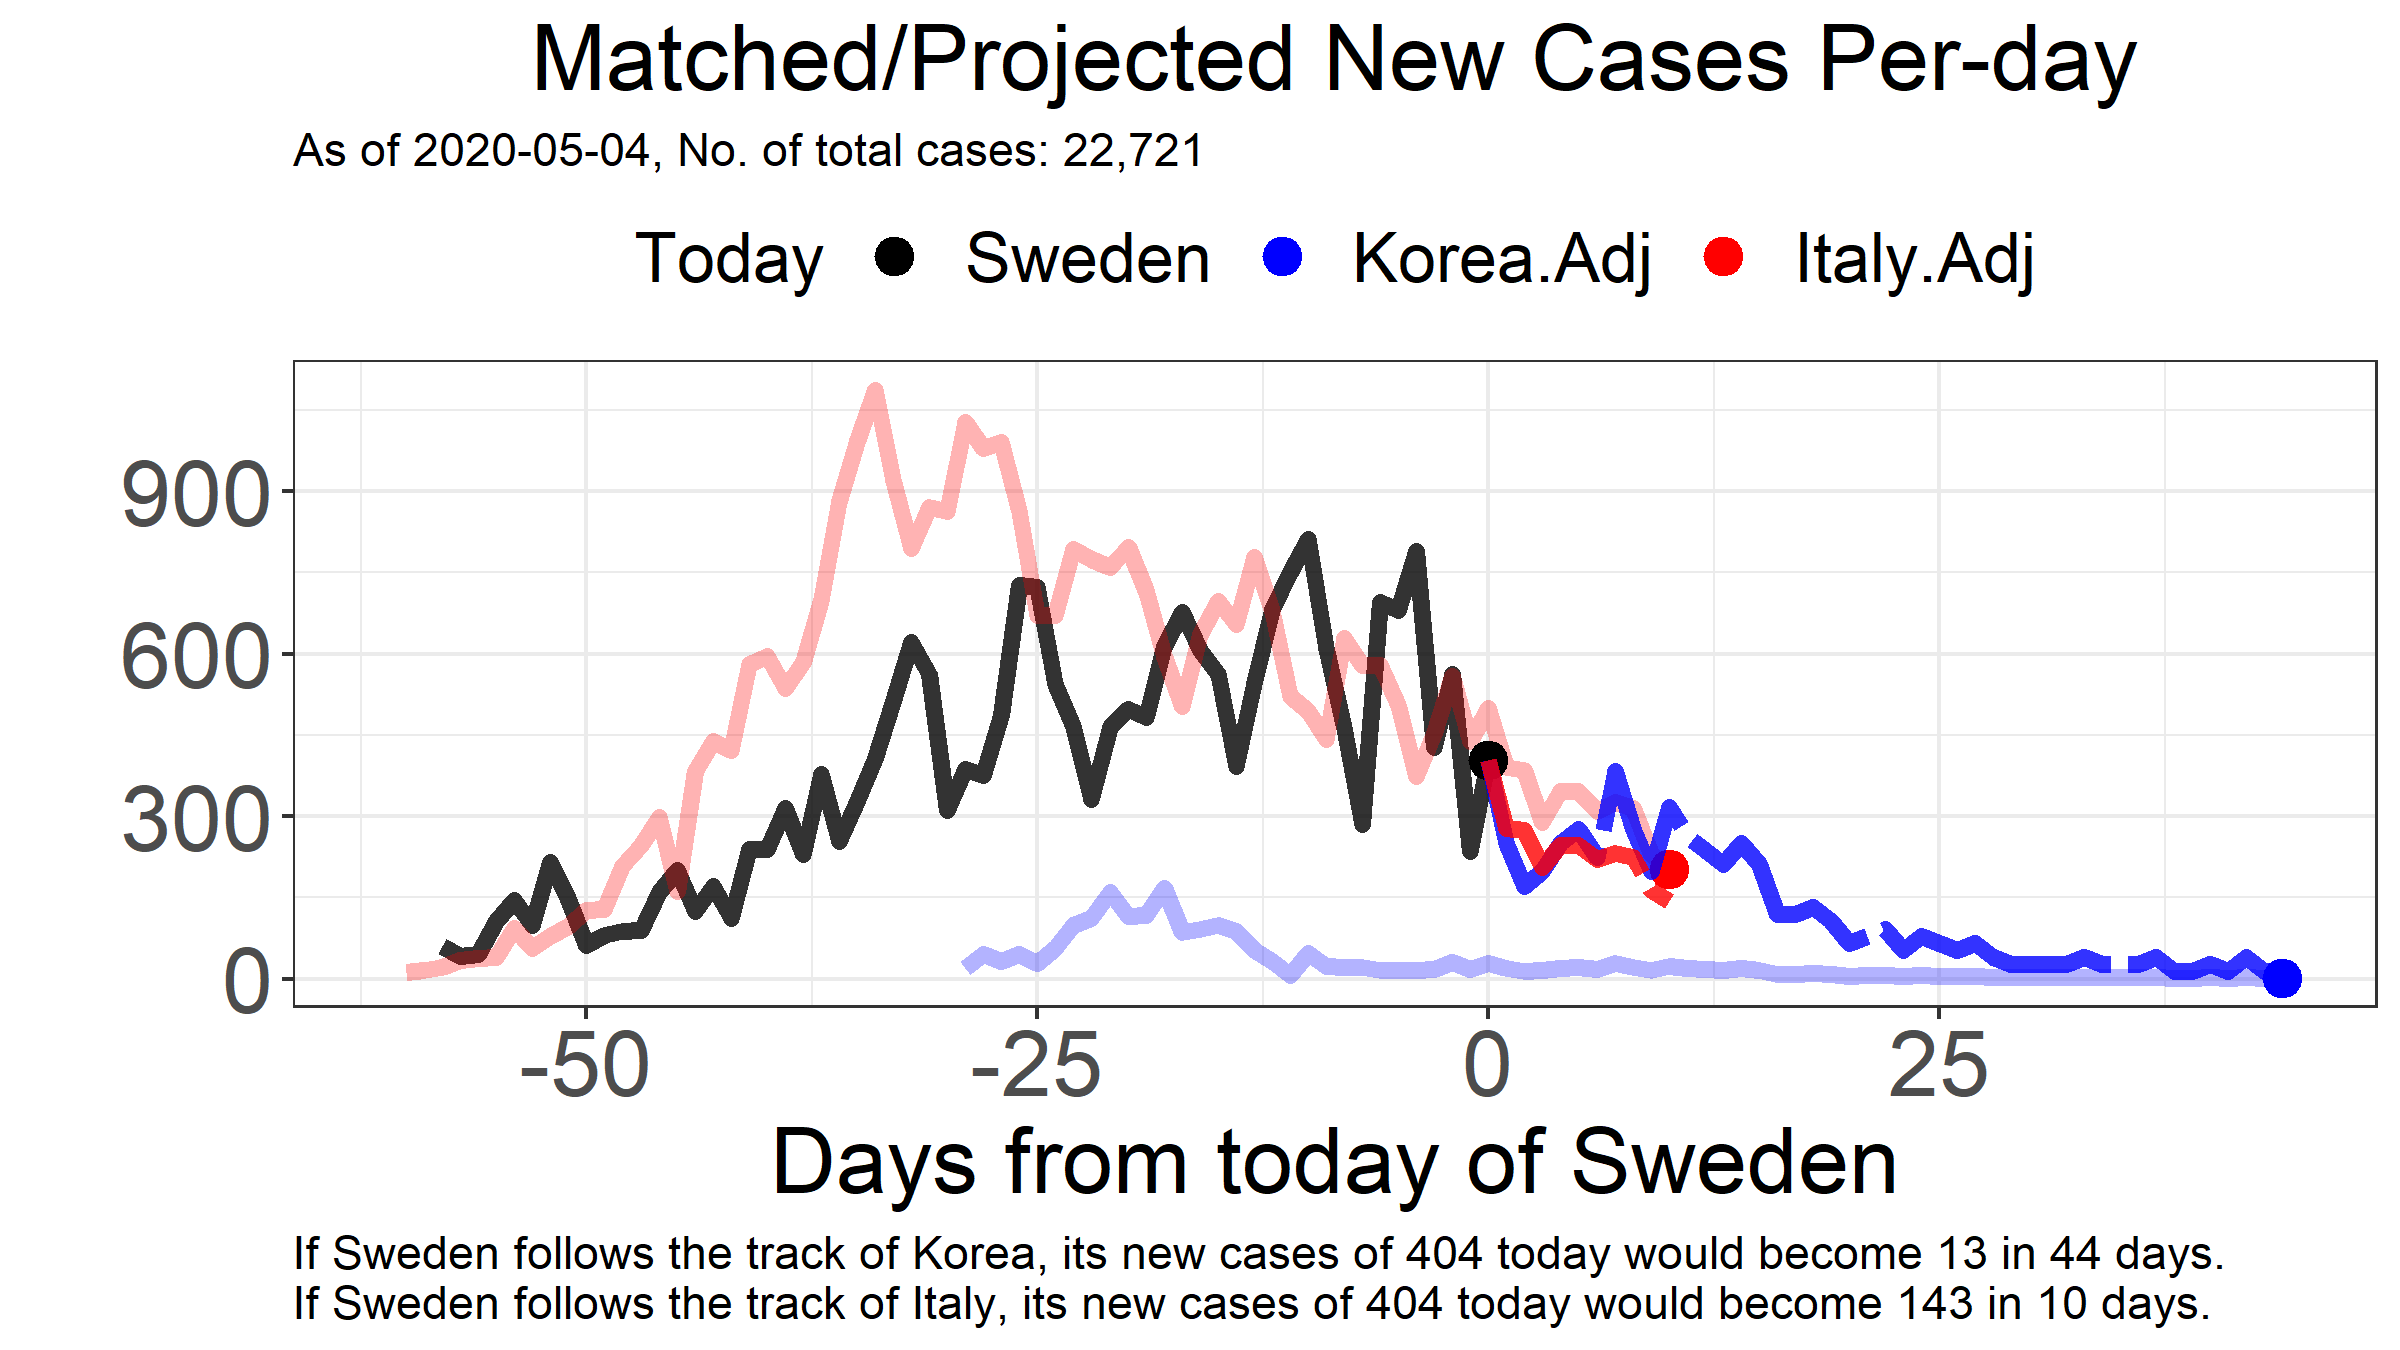 Matched/Projected New Cases Per-day
As of 2020-05-04, No. of total cases: 22,721
Today Sweden Korea.Adj Italy.Adj
900
600
300
0
-50 -25 0 25
Days from today of Sweden
If Sweden follows the track of Korea, its new cases of 404 today would become 13 in 44 days.
If Sweden follows the track of Italy, its new cases of 404 today would become 143 in 10 days.